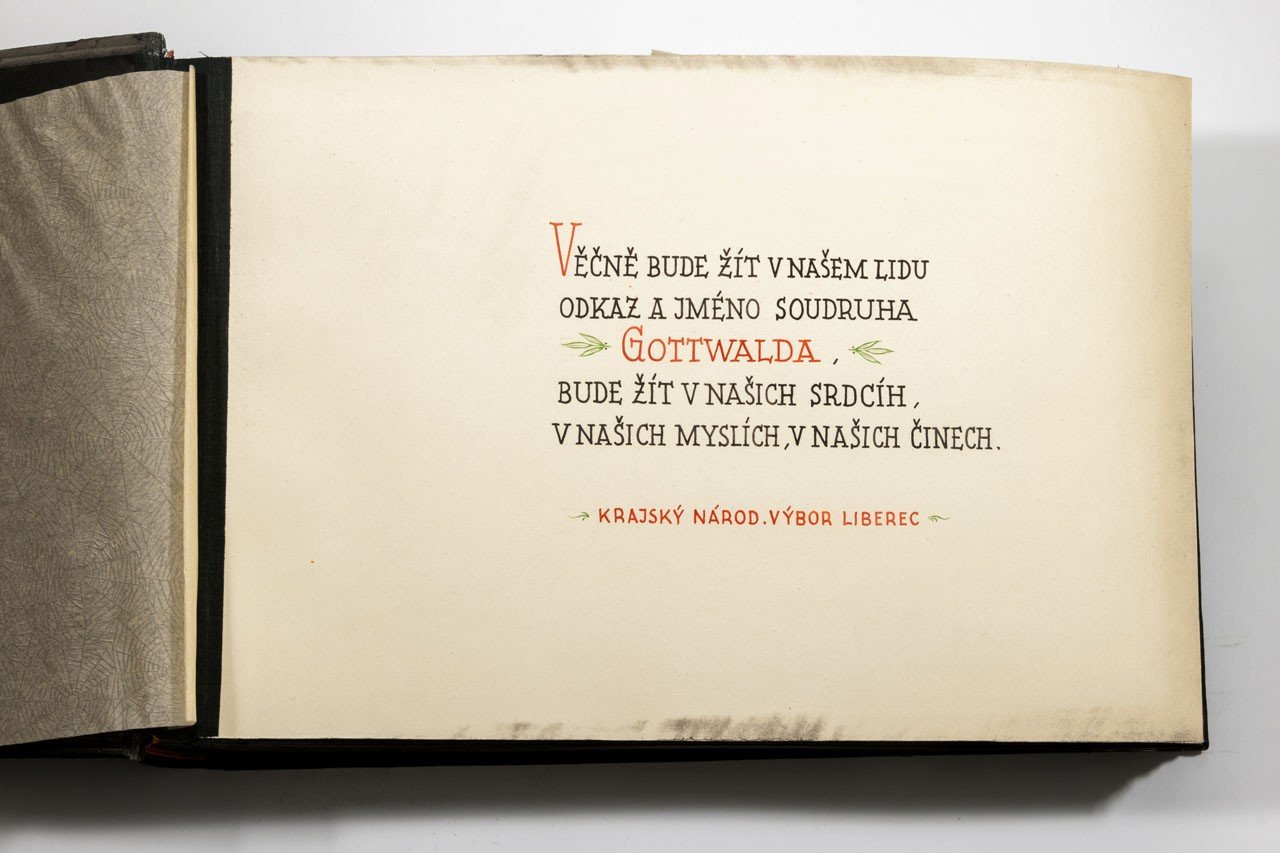 VĚČNĚ BUDE ŽÍT V NAŠEM LIDU
ODKAZ A JMÉNO SOUDRUHA
GOTTWALDA,
BUDE ŽÍT V NAŠICH SRDCÍH,
V NAŠICH MYSLÍCH, V NAŠICH ČINECH.
KRAJSKÝ NÁROD. VÝBOR LIBEREC